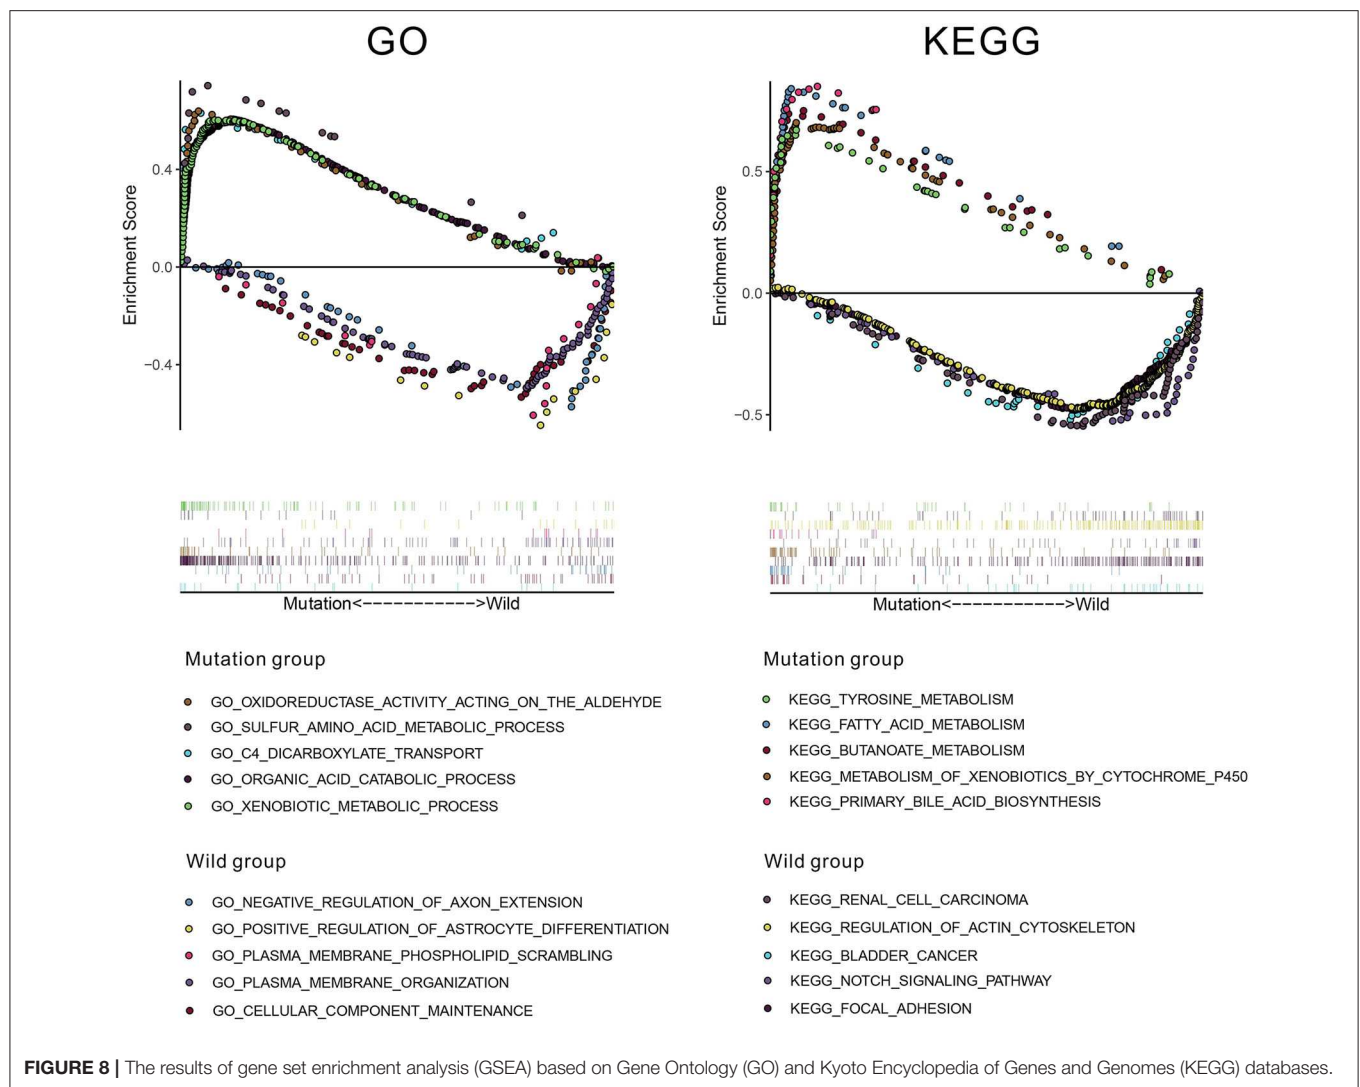 GO
KEGG
Enrichment Score
0.4
0.0
−0.4
Enrichment Score
0.5
0.0
−0.5
Mutation<------------>Wild
Mutation<------------>Wild
Mutation group
GO_OXIDOREDUCTASE_ACTIVITY_ACTING_ON_THE_ALDEHYDE
GO_SULFUR_AMINO_ACID_METABOLIC_PROCESS
GO_C4_DICARBOXYLATE_TRANSPORT
GO_ORGANIC_ACID_CATABOLIC_PROCESS
GO_XENOBIOTIC_METABOLIC_PROCESS
Wild group
GO_NEGATIVE_REGULATION_OF_AXON_EXTENSION
GO_POSITIVE_REGULATION_OF_ASTROCYTE_DIFFERENTIATION
GO_PLASMA_MEMBRANE_PHOSPHOLIPID_SCRAMBLING
GO_PLASMA_MEMBRANE_ORGANIZATION
GO_CELLULAR_COMPONENT_MAINTENANCE
Mutation group
KEGG_TYROSINE_METABOLISM
KEGG_FATTY_ACID_METABOLISM
KEGG_BUTANOATE_METABOLISM
KEGG_METABOLISM_OF_XENOBIOTICS_BY_CYTOCHROME_P450
KEGG_PRIMARY_BILE_ACID_BIOSYNTHESIS
Wild group
KEGG_RENAL_CELL_CARCINOMA
KEGG_REGULATION_OF_ACTIN_CYTOSKELETON
KEGG_BLADDER_CANCER
KEGG_NOTCH_SIGNALING_PATHWAY
KEGG_FOCAL_ADHESION
FIGURE 8 | The results of gene set enrichment analysis (GSEA) based on Gene Ontology (GO) and Kyoto Encyclopedia of Genes and Genomes (KEGG) databases.